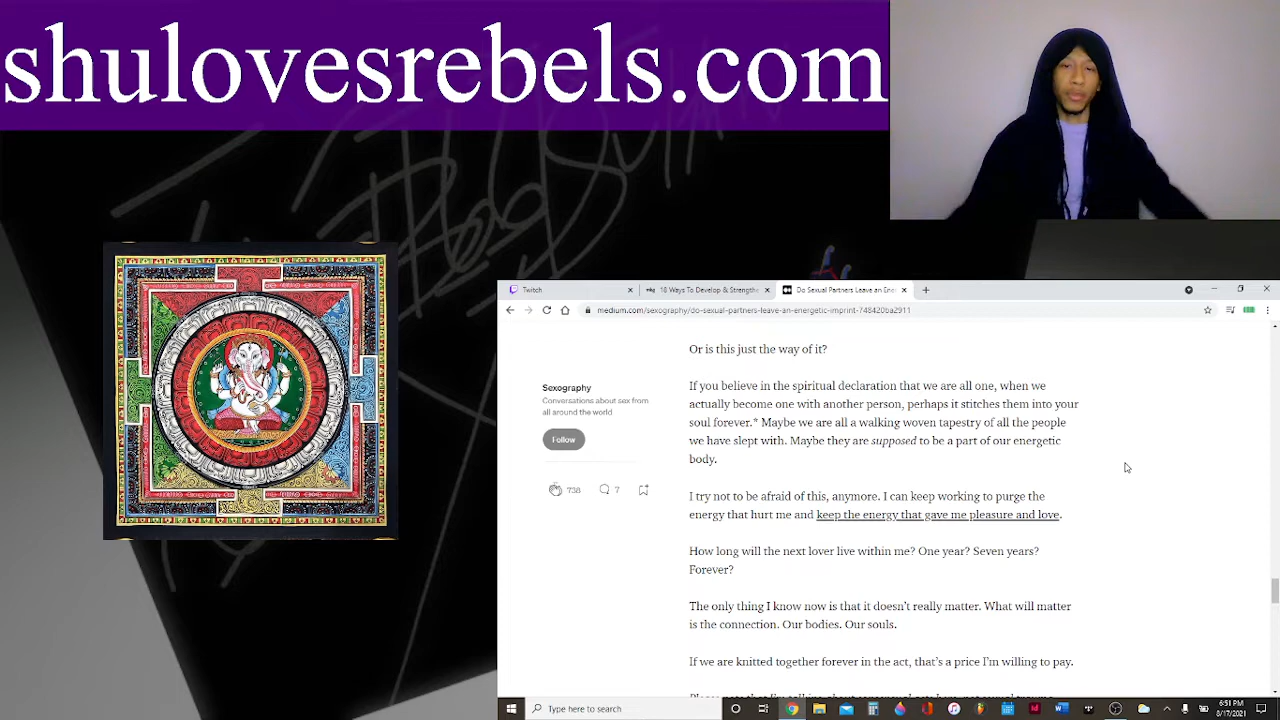 shulovesrebels.com
Twitch
10 Ways To Develop & Strengthe
Do Sexual Partners Leave an Ene
medium.com/sexography/do-sexual-partners-leave-an-energetic-imprint-748420ba2911
Or is this just the way of it?
Sexography
Conversations about sex from
all around the world
Follow
738
7
If you believe in the spiritual declaration that we are all one, when we
actually become one with another person, perhaps it stitches them into your
soul forever.* Maybe we are all a walking woven tapestry of all the people
we have slept with. Maybe they are supposed to be a part of our energetic
body.
I try not to be afraid of this, anymore. I can keep working to purge the
energy that hurt me and keep the energy that gave me pleasure and love.
How long will the next lover live within me? One year? Seven years?
Forever?
The only thing I know now is that it doesn't really matter. What will matter
is the connection. Our bodies. Our souls.
If we are knitted together forever in the act, that's a price I'm willing to pay.
Type here to search
6:51 PM
8/17/2021